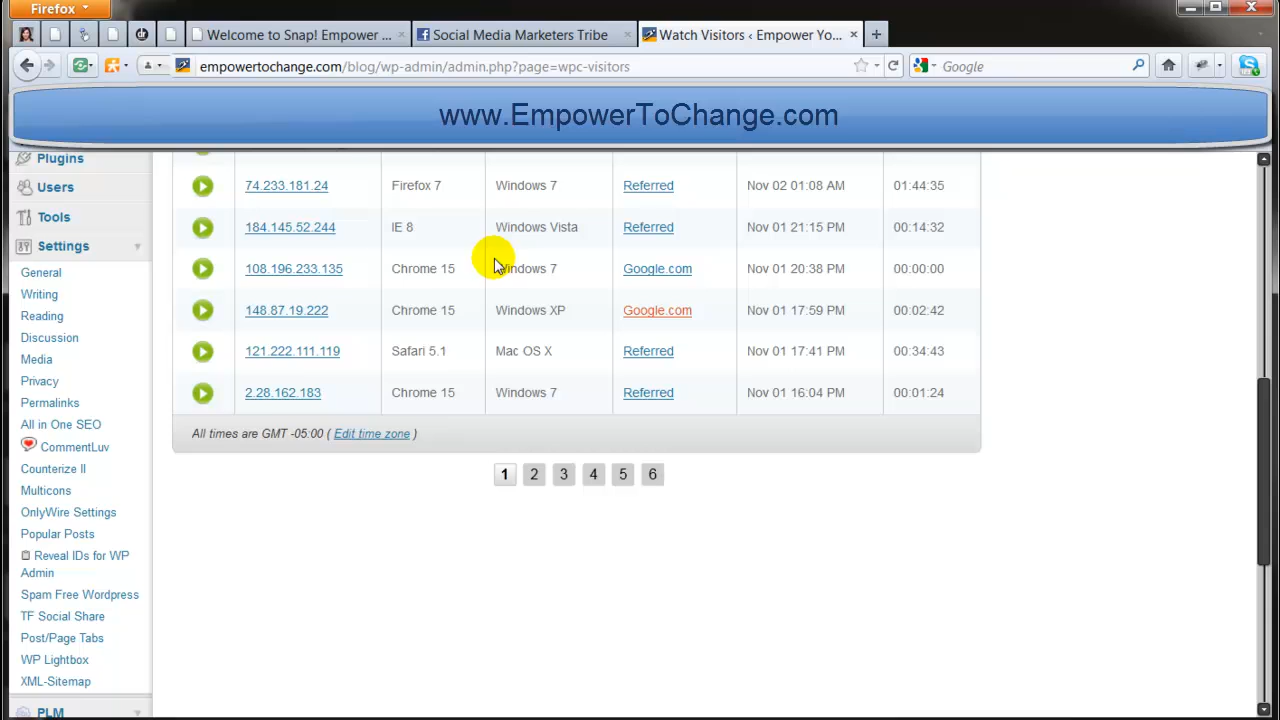 Firefox
Welcome to Snap! Empower ...
Social Media Marketers Tribe
Watch Visitors ‹ Empower Yo...
empowertochange.com/blog/wp-admin/admin.php?page=wpc-visitors
Google
www.EmpowerToChange.com
Plugins
Users
Tools
Settings
General
Writing
Reading
Discussion
Media
Privacy
Permalinks
All in One SEO
CommentLuv
Counterize II
Multicons
OnlyWire Settings
Popular Posts
Reveal IDs for WP
Admin
Spam Free Wordpress
TF Social Share
Post/Page Tabs
WP Lightbox
XML-Sitemap
PLM
74.233.181.24 Firefox 7 Windows 7 Referred Nov 02 01:08 AM 01:44:35
184.145.52.244 IE 8 Windows Vista Referred Nov 01 21:15 PM 00:14:32
108.196.233.135 Chrome 15 Windows 7 Google.com Nov 01 20:38 PM 00:00:00
148.87.19.222 Chrome 15 Windows XP Google.com Nov 01 17:59 PM 00:02:42
121.222.111.119 Safari 5.1 Mac OS X Referred Nov 01 17:41 PM 00:34:43
2.28.162.183 Chrome 15 Windows 7 Referred Nov 01 16:04 PM 00:01:24
All times are GMT -05:00 ( Edit time zone )
1 2 3 4 5 6